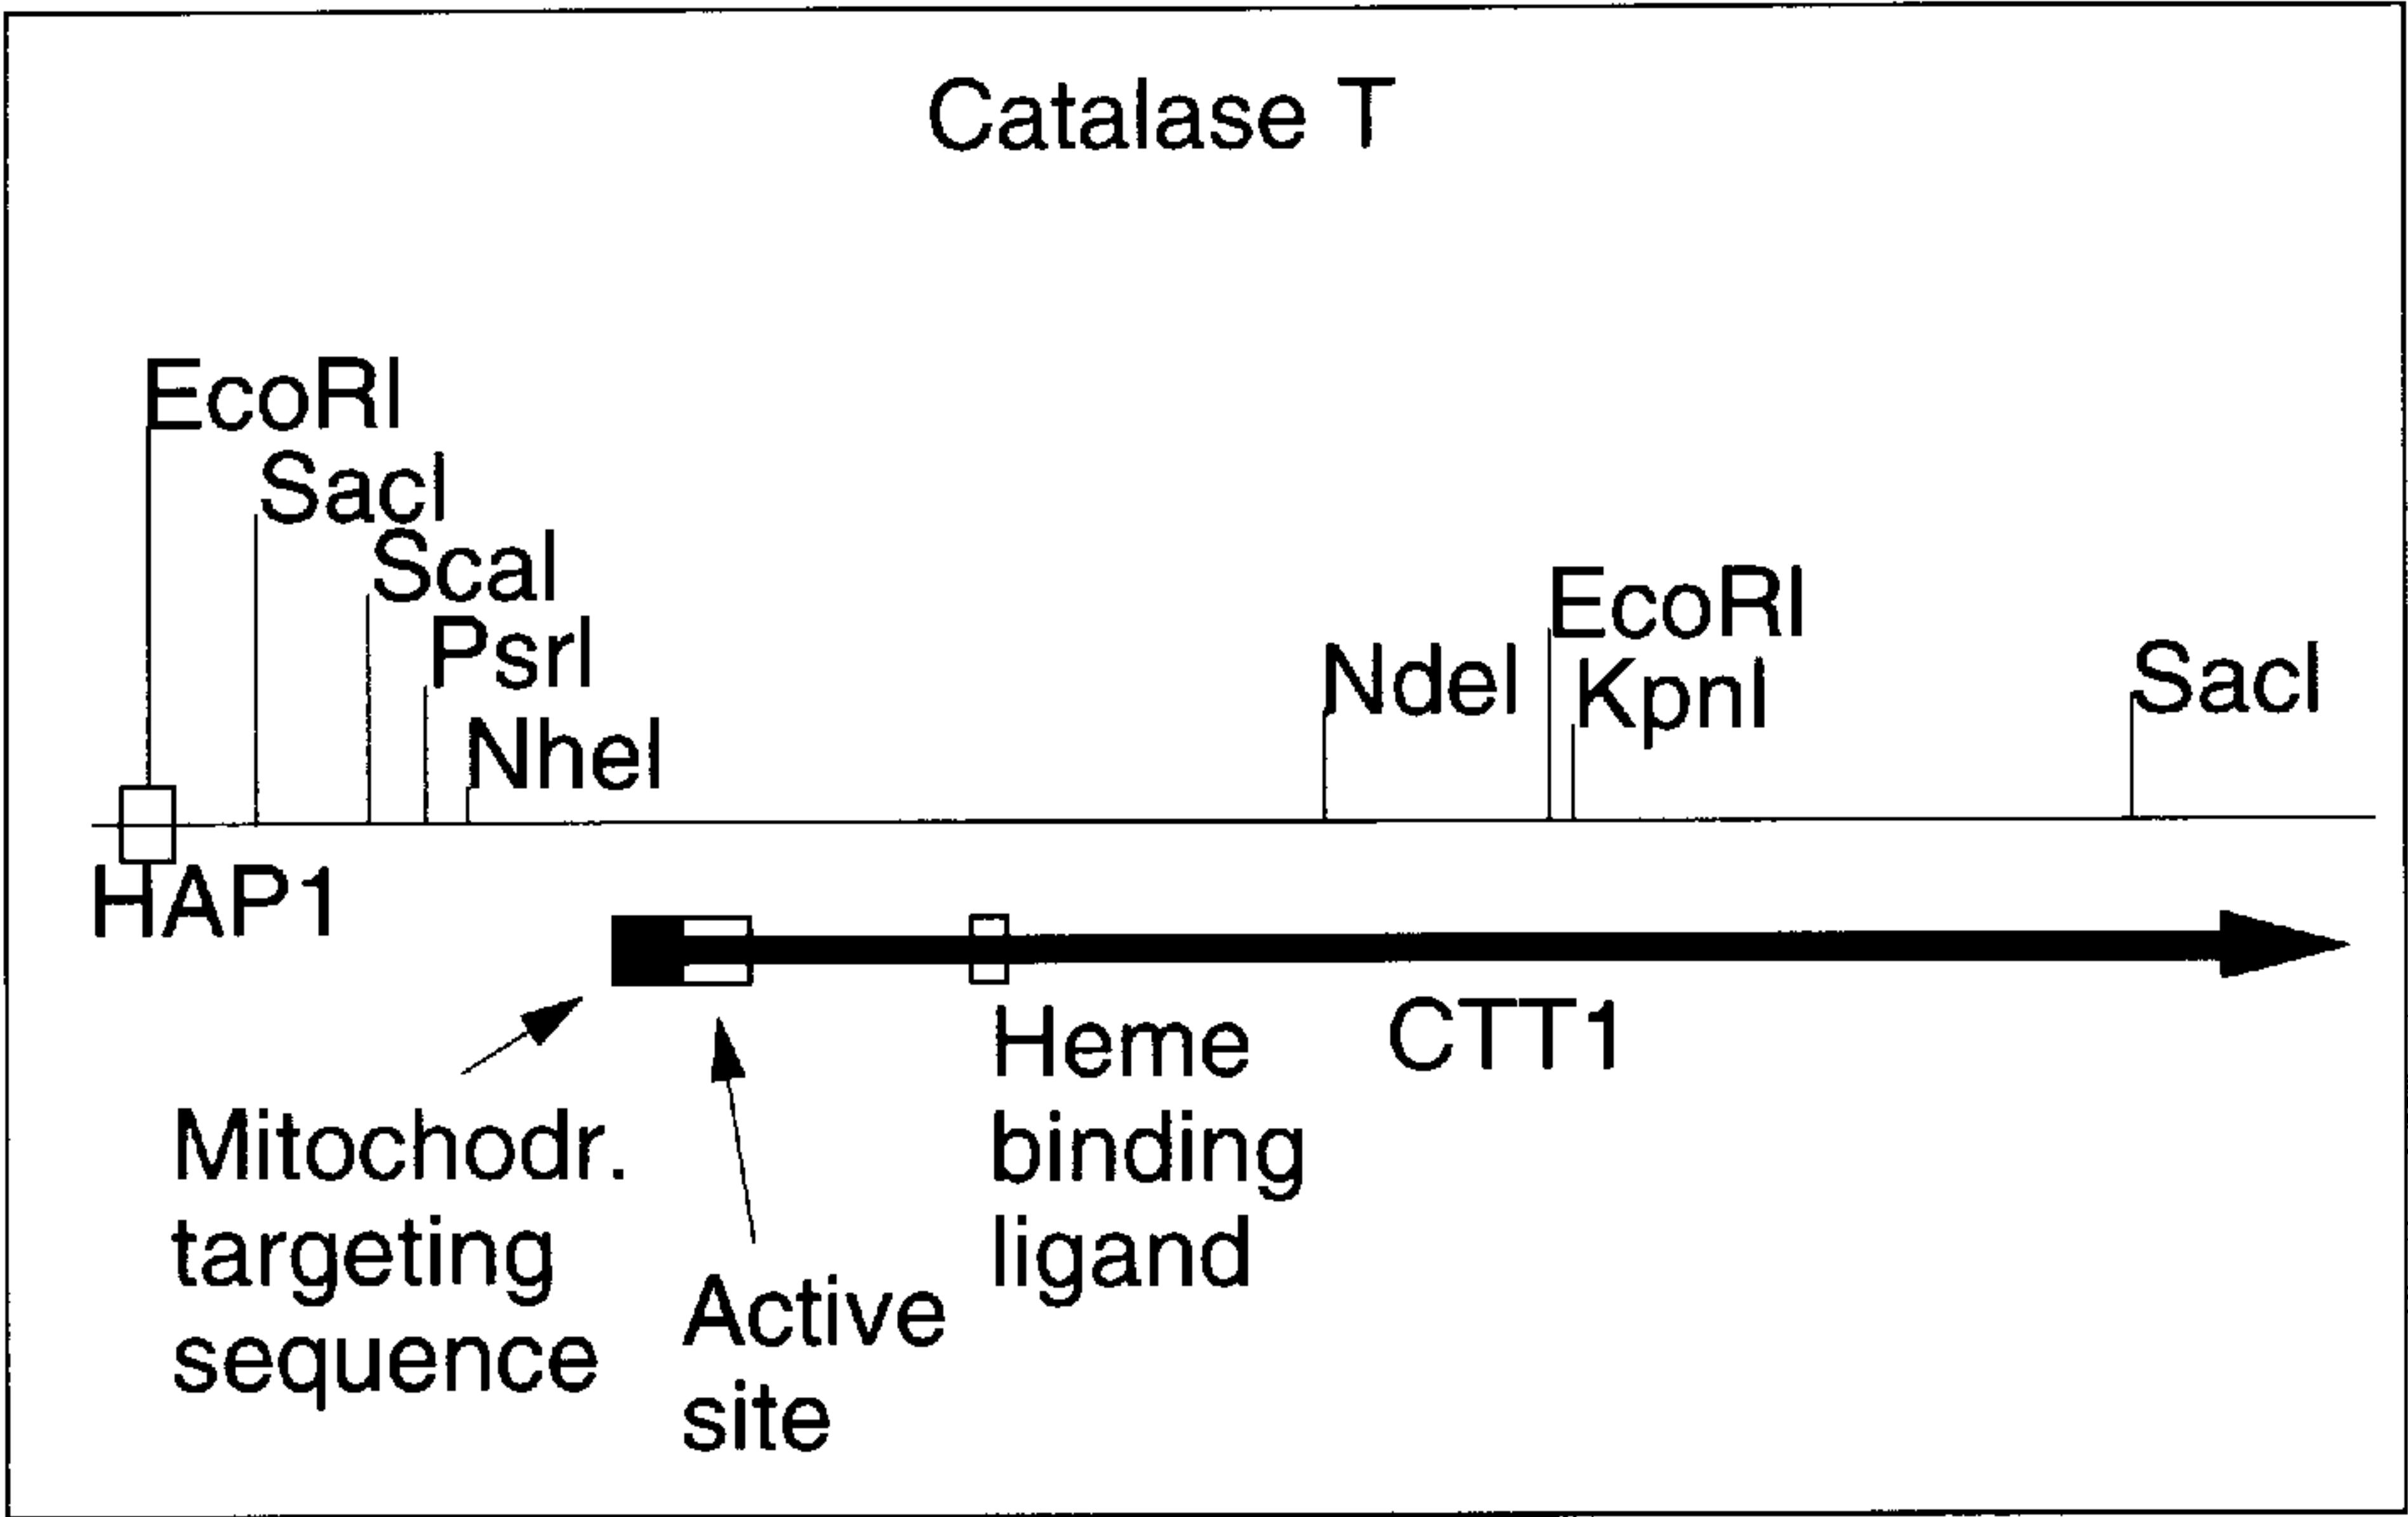 Catalase T
EcoRI
SacI
ScaI
PsrI
NheI
NdeI
EcoRI
KpnI
SacI
HAP1
CTT1
Heme
binding
ligand
Mitochodr.
targeting
sequence
Active
site